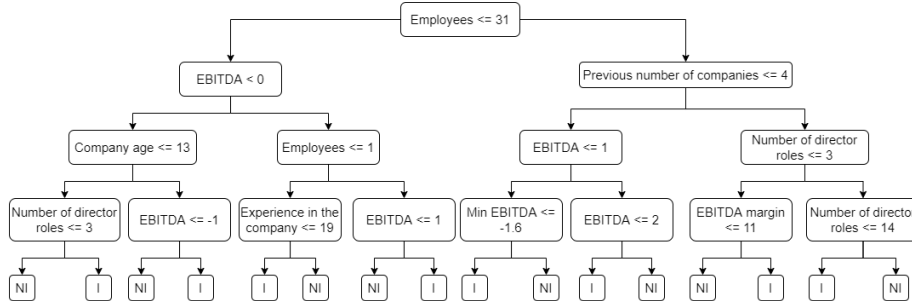 Employees <= 31
EBITDA < 0
Previous number of companies <= 4
Company age <= 13
Employees <= 1
EBITDA <= 1
Number of director
roles <= 3
Number of director
roles <= 3
EBITDA <= -1
Experience in the
company <= 19
EBITDA <= 1
Min EBITDA <=
-1.6
EBITDA <= 2
EBITDA margin
<= 11
Number of director
roles <= 14
NI
I
NI
I
I
NI
NI
I
I
NI
I
NI
NI
I
I
NI